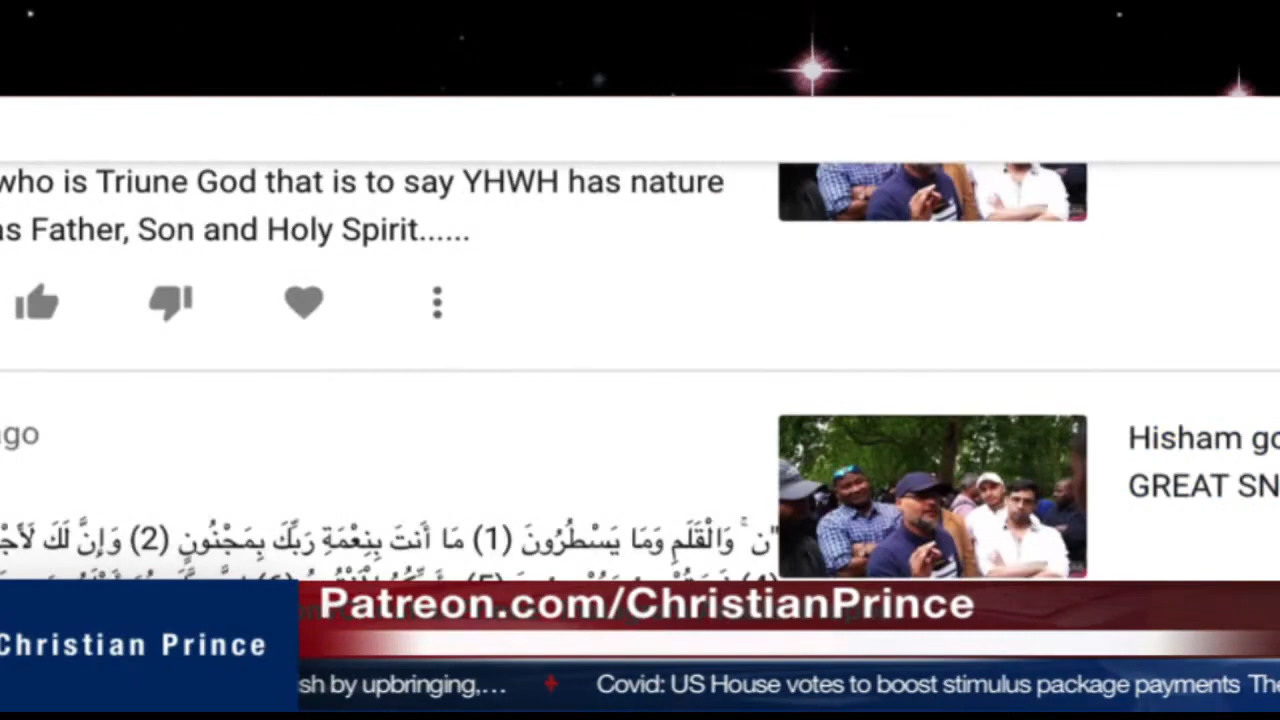 who is Triune God that is to say YHWH has nature
as Father, Son and Holy Spirit......
ago
Hisham go
GREAT SN
"ن ۚ وَالْقَلَمِ وَمَا يَسْطُرُونَ (1) مَا أَنتَ بِنِعْمَةِ رَبِّكَ بِمَجْنُونٍ (2) وَإِنَّ لَكَ لَأَجْ
Patreon.com/ChristianPrince
Christian Prince
sh by upbringing,... Covid: US House votes to boost stimulus package payments The